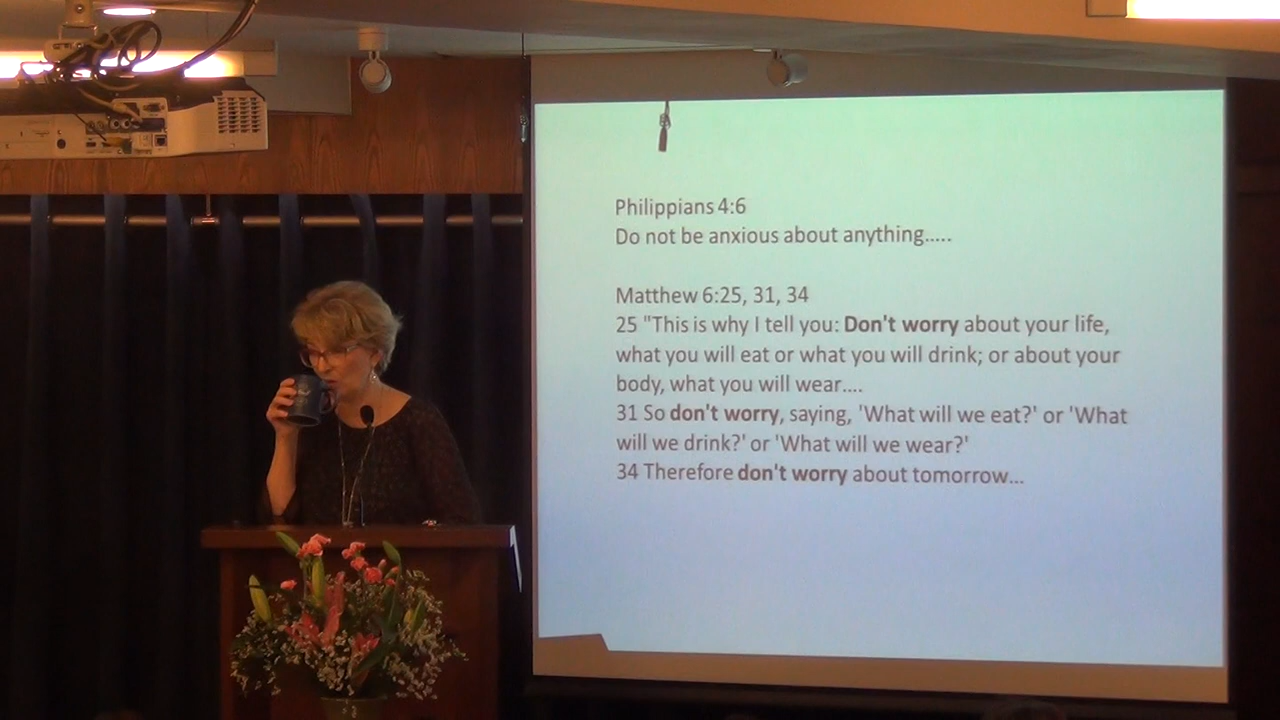 Philippians 4:6
Do not be anxious about anything.....
Matthew 6:25, 31, 34
25 "This is why I tell you: Don't worry about your life,
what you will eat or what you will drink; or about your
body, what you will wear....
31 So don't worry, saying, 'What will we eat?' or 'What
will we drink?' or 'What will we wear?'
34 Therefore don't worry about tomorrow...